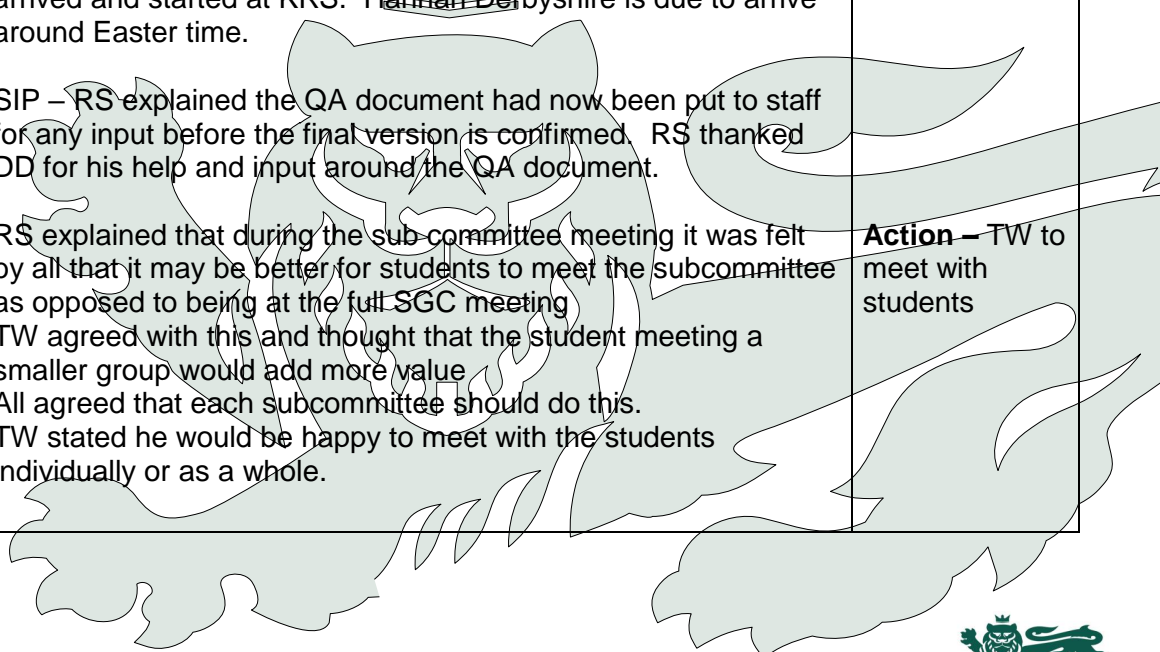 arrived and started at KRS.  Hannah Derbyshire is due to arrive
around Easter time.
SIP – RS explained the QA document had now been put to staff
for any input before the final version is confirmed.  RS thanked
DD for his help and input around the QA document.
RS explained that during the sub committee meeting it was felt
by all that it may be better for students to meet the subcommittee
as opposed to being at the full SGC meeting
TW agreed with this and thought that the student meeting a
smaller group would add more value
All agreed that each subcommittee should do this.
TW stated he would be happy to meet with the students
individually or as a whole.
Action – TW to
meet with
students